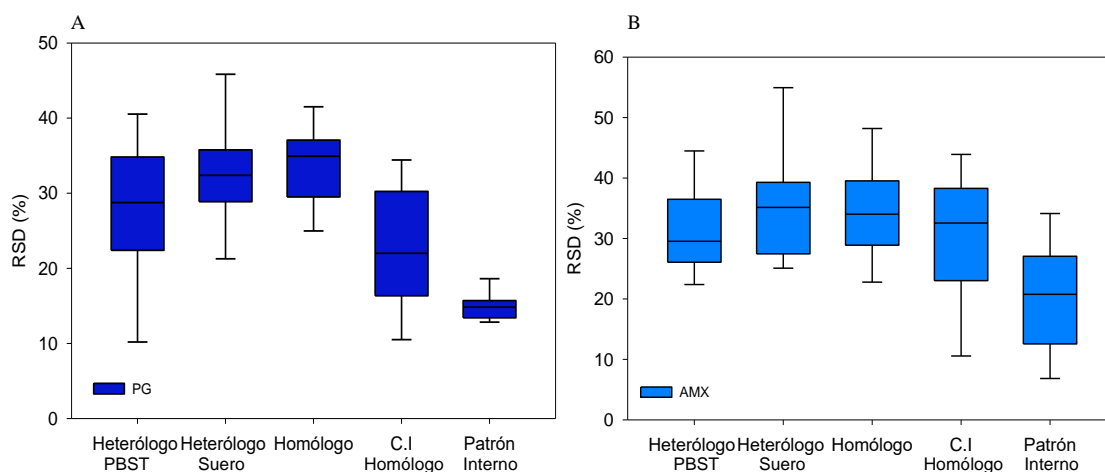 A
RSD (%)
50
40
30
20
10
0
PG
Heterólogo Heterólogo Homólogo C.I Patrón
PBST Suero Homólogo Interno
B
RSD (%)
60
50
40
30
20
10
0
AMX
Heterólogo Heterólogo Homólogo C.I Patrón
PBST Suero Homólogo Interno